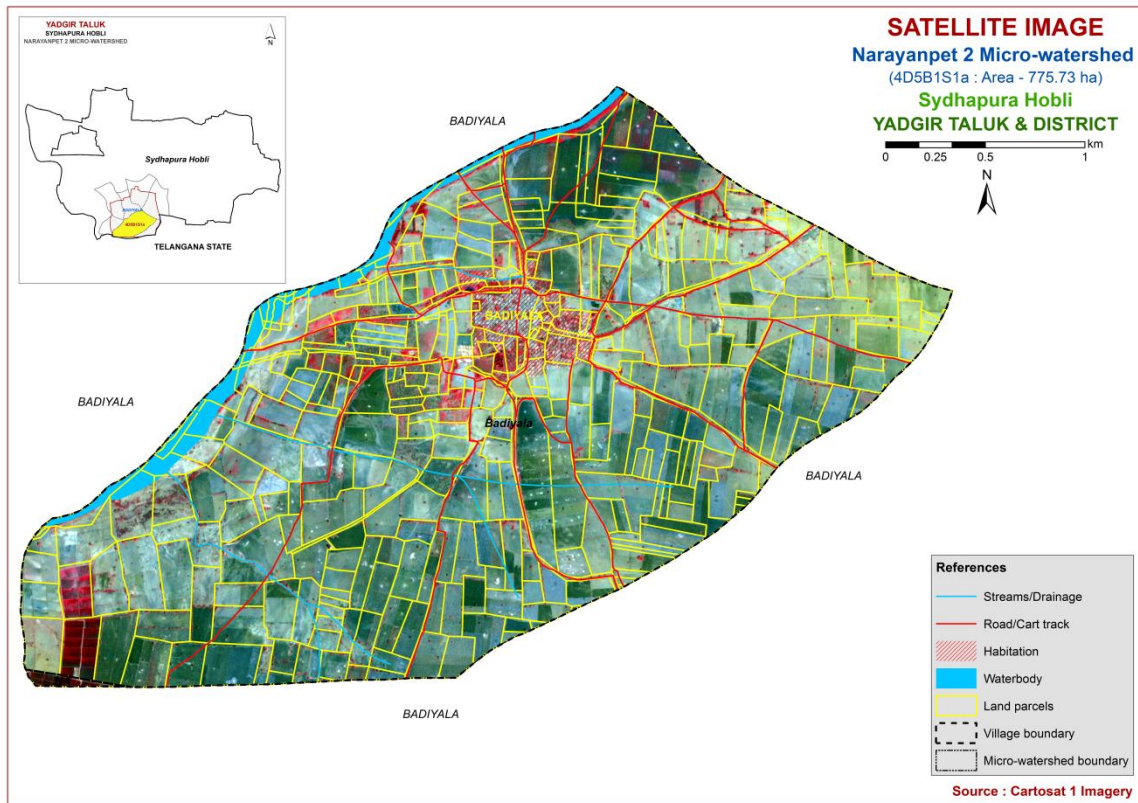 YADGIR TALUK
SYDHAPURA HOBLI
NARAYANPET 2 MICRO-WATERSHED
N
Sydhapura Hobli
BADIYALA
4D5B1S1a
TELANGANA STATE
SATELLITE IMAGE
Narayanpet 2 Micro-watershed
(4D5B1S1a : Area - 775.73 ha)
Sydhapura Hobli
YADGIR TALUK & DISTRICT
km
0 0.25 0.5 1
N
BADIYALA
BADIYALA
BADIYALA
Badiyala
BADIYALA
BADIYALA
References
Streams/Drainage
Road/Cart track
Habitation
Waterbody
Land parcels
Village boundary
Micro-watershed boundary
Source : Cartosat 1 Imagery